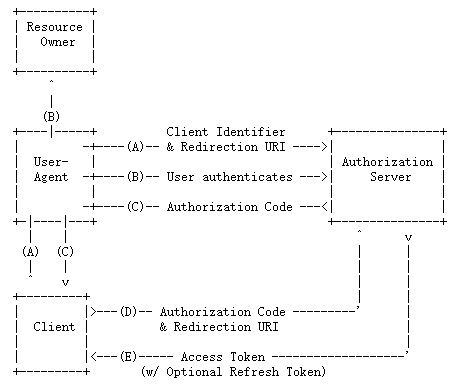 Resource
Owner
(B)
Client Identifier
(A) & Redirection URI
User-
Agent
(B) User authenticates
Authorization
Server
(C) Authorization Code
(A) (C)
Client
(D) Authorization Code
& Redirection URI
(E) Access Token
(w/ Optional Refresh Token)